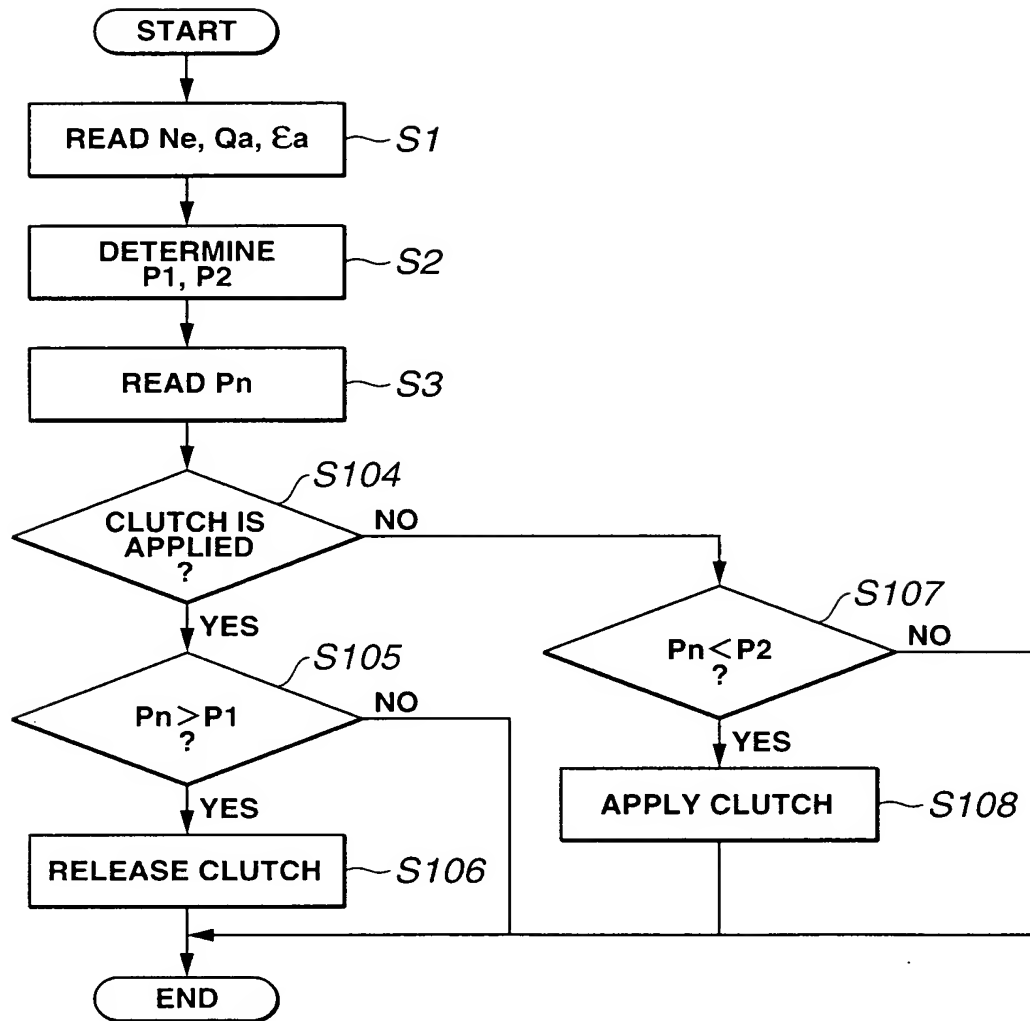 START
READ Ne, Qa, εa
S1
DETERMINE
P1, P2
S2
READ Pn
S3
S104
CLUTCH IS
APPLIED
?
NO
YES
S107
Pn<P2
?
NO
YES
S105
Pn>P1
?
NO
YES
APPLY CLUTCH
S108
RELEASE CLUTCH
S106
END